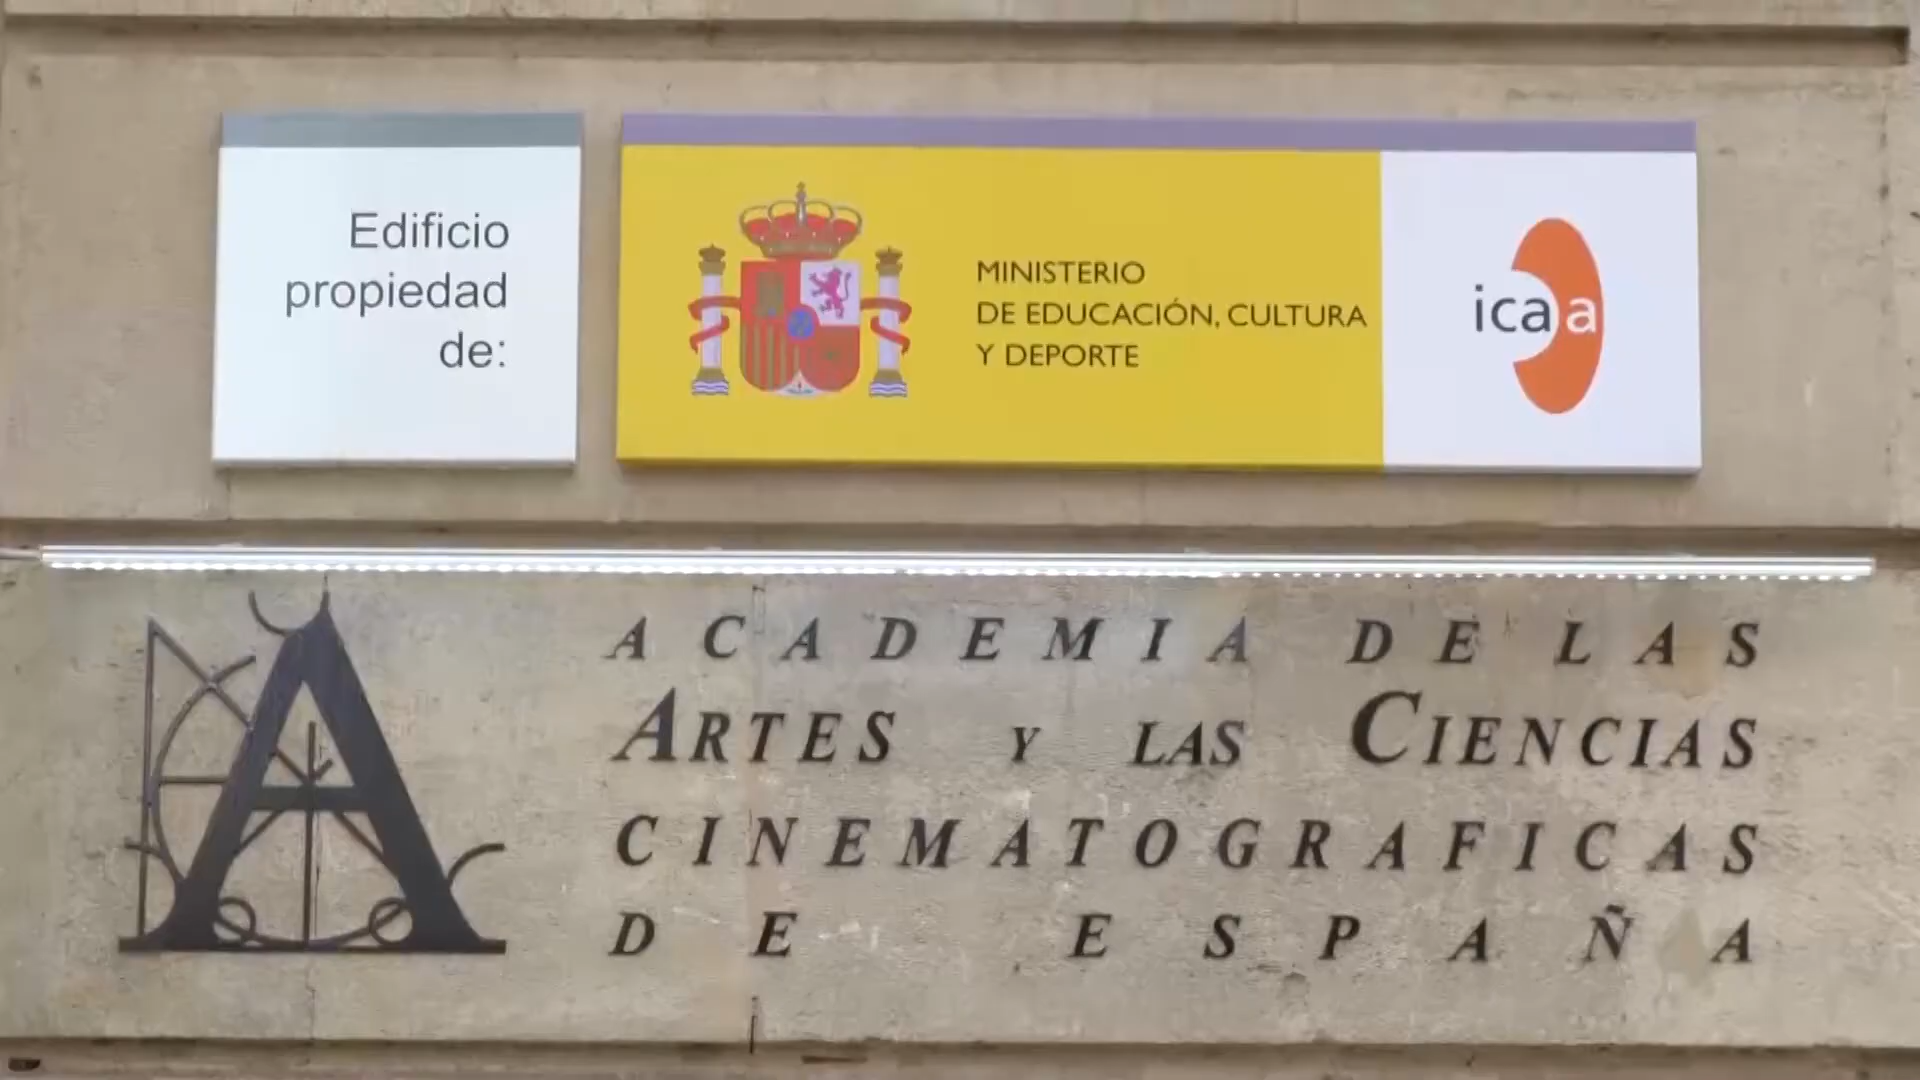 Edificio
propiedad
de:
MINISTERIO
DE EDUCACIÓN, CULTURA
Y DEPORTE
icaa
ACADEMIA DE LAS
ARTES Y LAS CIENCIAS
CINEMATOGRAFICAS
DE ESPAÑA